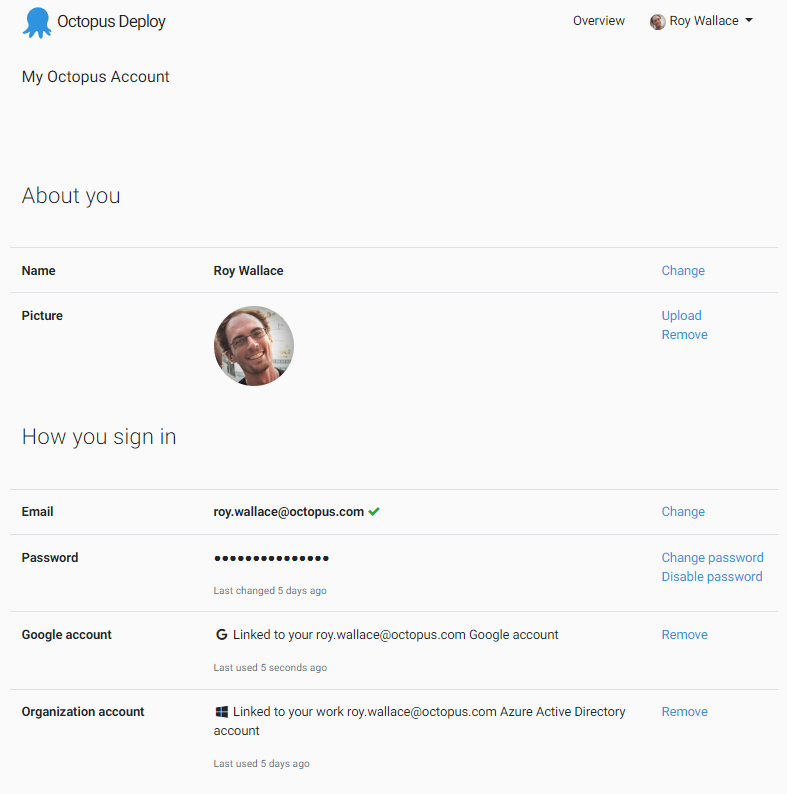 Octopus Deploy
Overview
Roy Wallace
My Octopus Account
About you
Name
Roy Wallace
Change
Picture
Upload
Remove
How you sign in
Email
roy.wallace@octopus.com
Change
Password
●●●●●●●●●●●●●●●
Change password
Disable password
Last changed 5 days ago
Google account
G Linked to your roy.wallace@octopus.com Google account
Remove
Last used 5 seconds ago
Organization account
Linked to your work roy.wallace@octopus.com Azure Active Directory
account
Remove
Last used 5 days ago